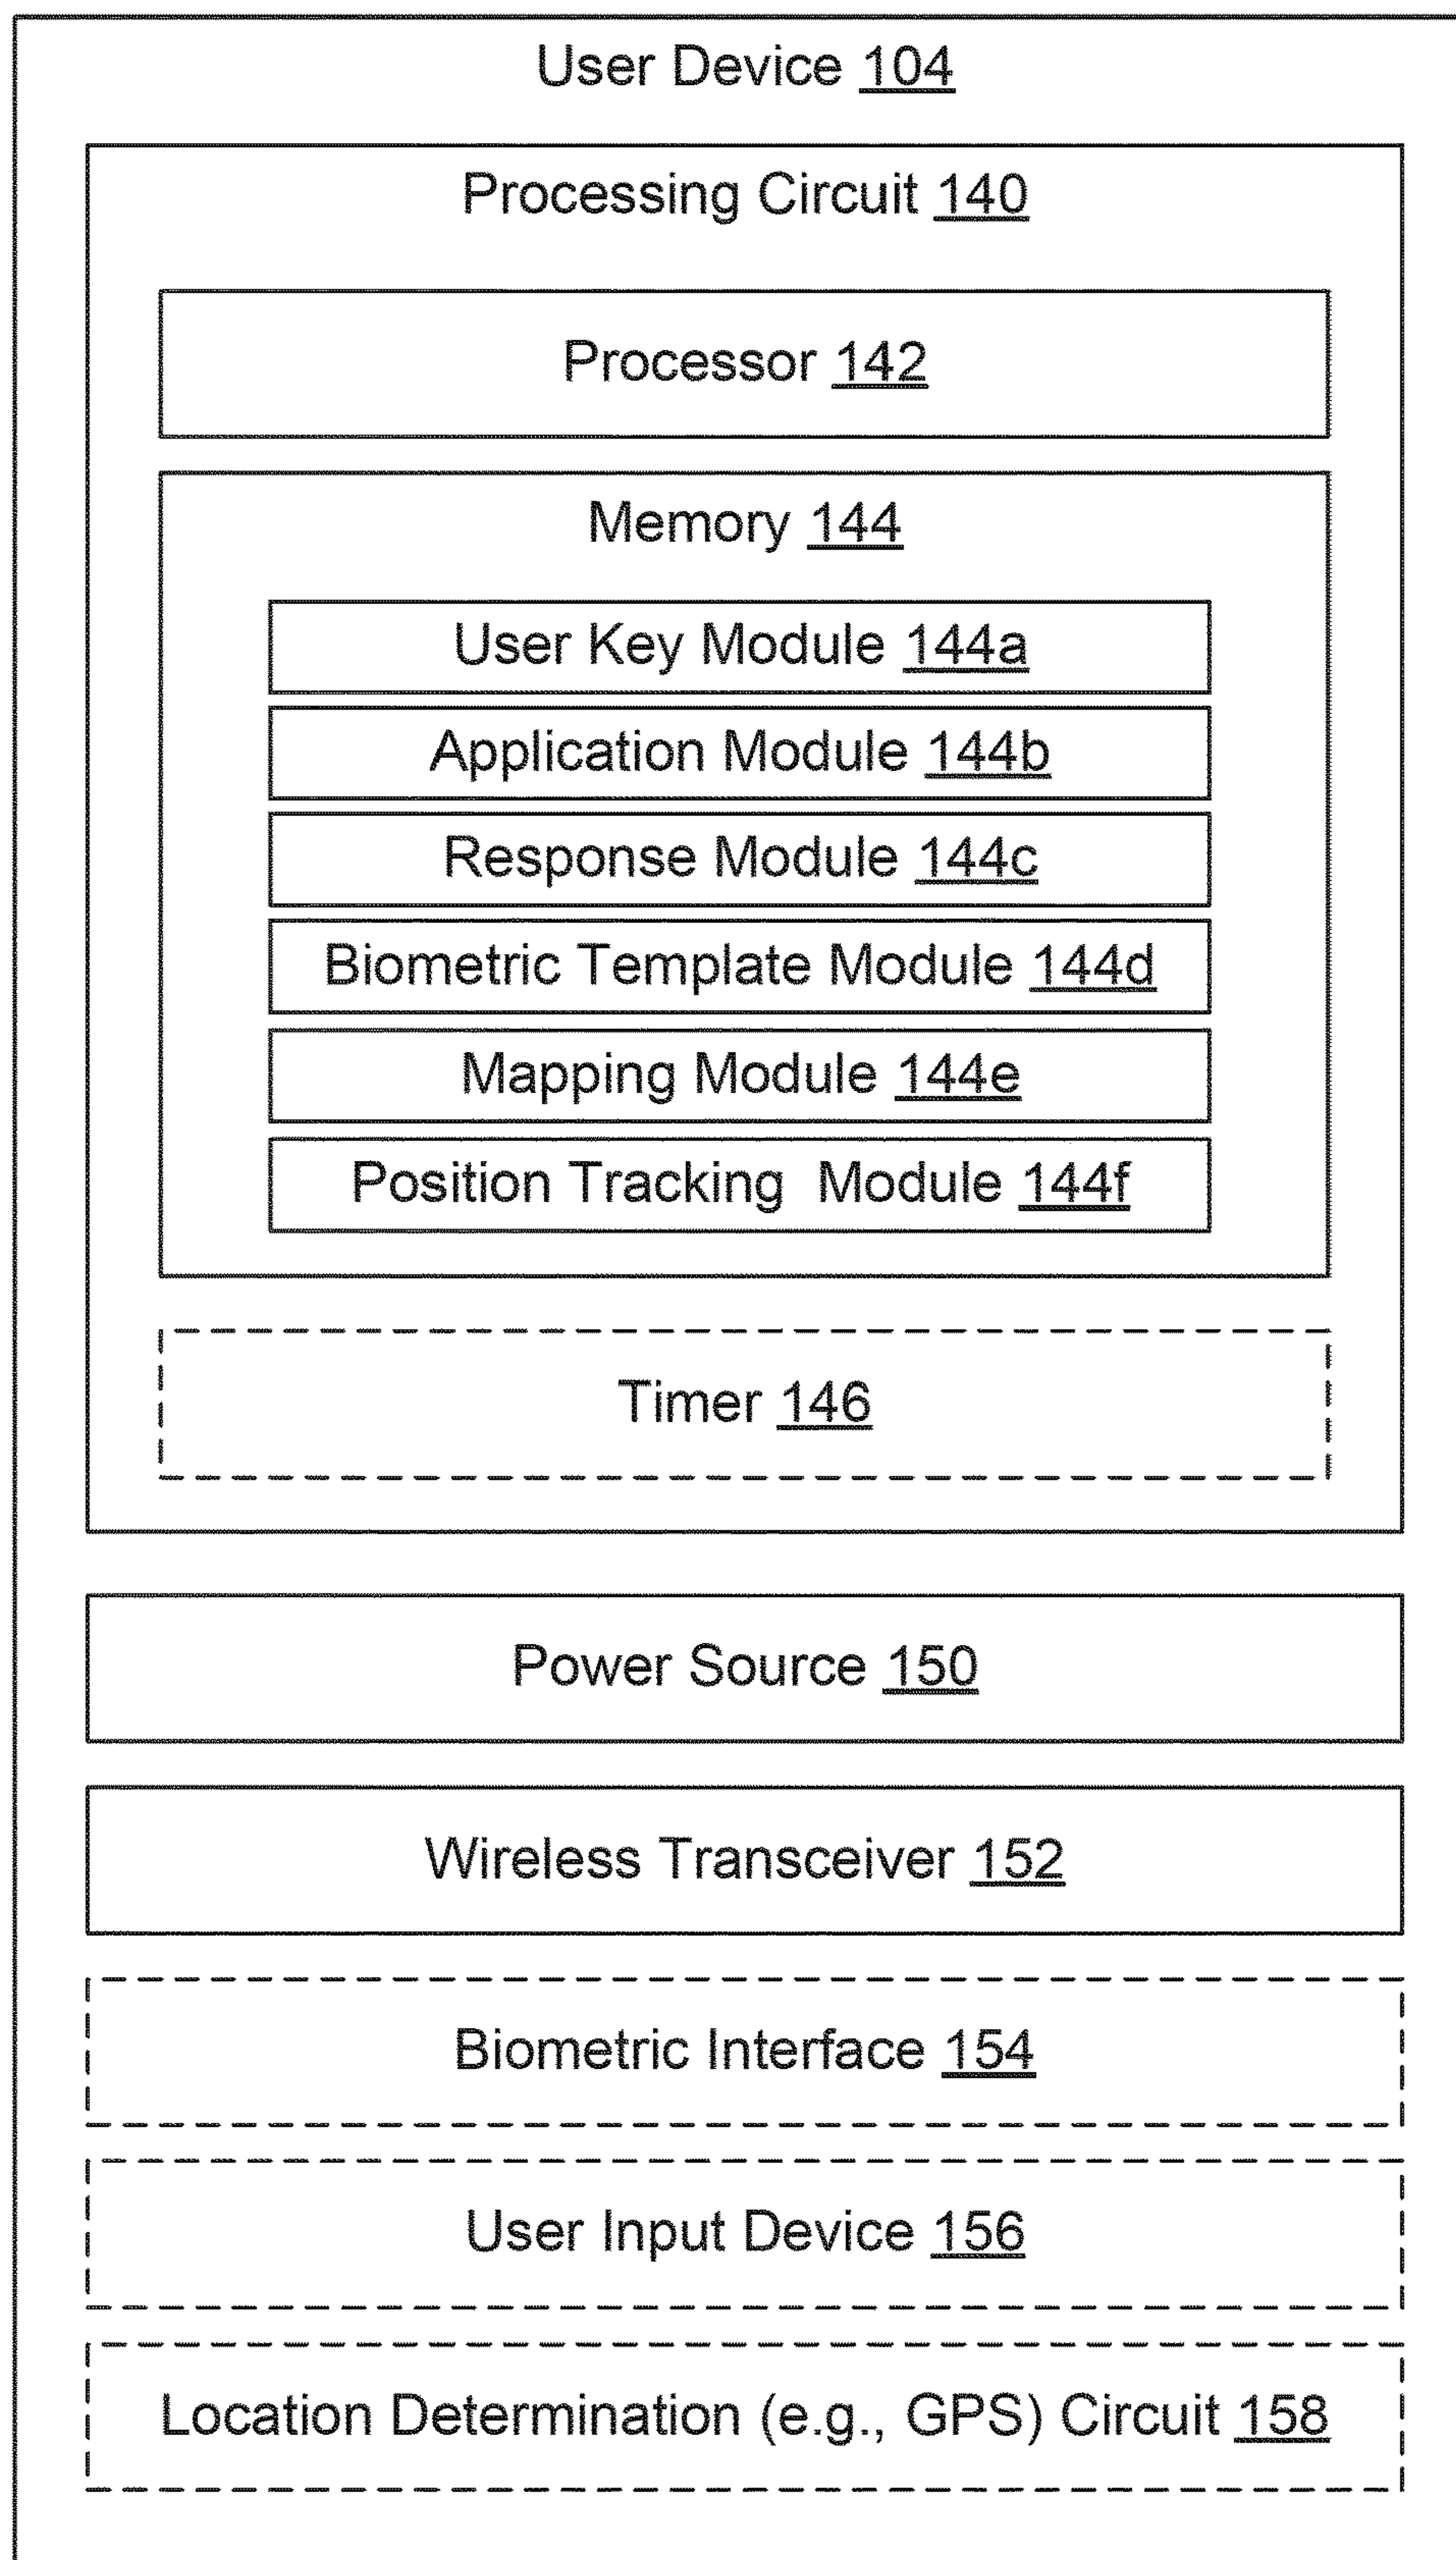 User Device 104
Processing Circuit 140
Processor 142
Memory 144
User Key Module 144a
Application Module 144b
Response Module 144c
Biometric Template Module 144d
Mapping Module 144e
Position Tracking Module 144f
Timer 146
Power Source 150
Wireless Transceiver 152
Biometric Interface 154
User Input Device 156
Location Determination (e.g., GPS) Circuit 158